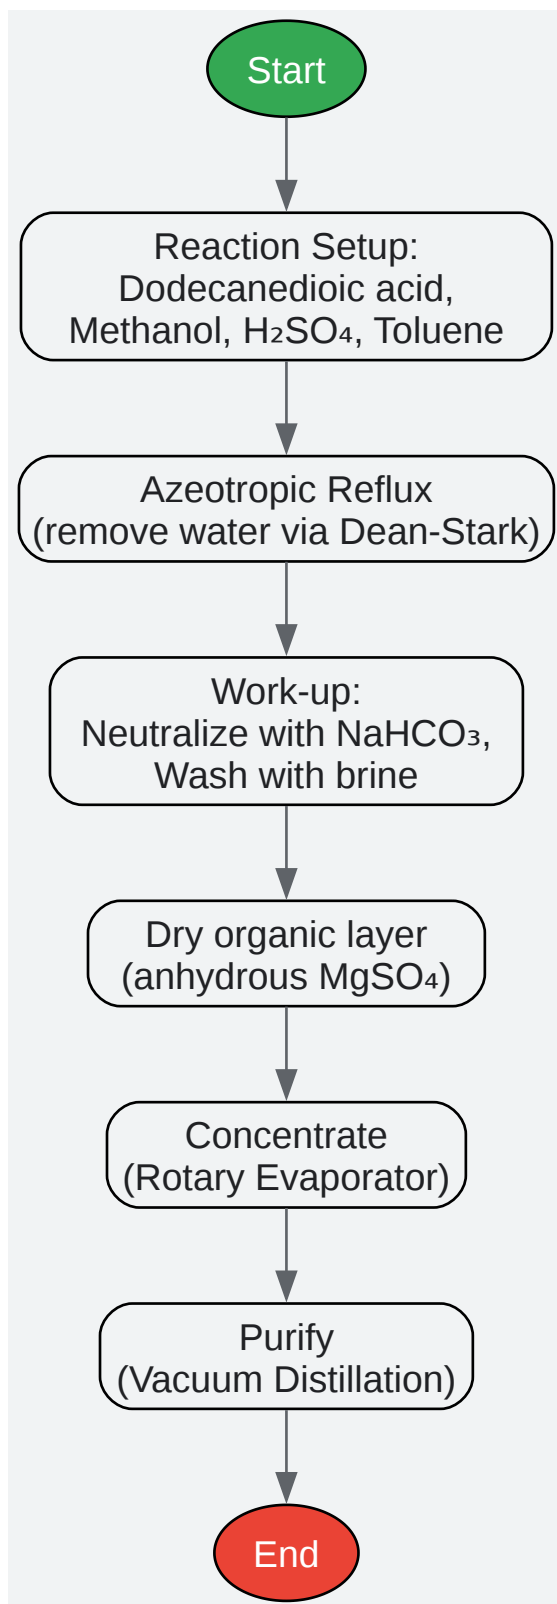 Start
Reaction Setup:
Dodecanedioic acid,
Methanol, H₂SO₄, Toluene
Azeotropic Reflux
(remove water via Dean-Stark)
Work-up:
Neutralize with NaHCO₃,
Wash with brine
Dry organic layer
(anhydrous MgSO₄)
Concentrate
(Rotary Evaporator)
Purify
(Vacuum Distillation)
End